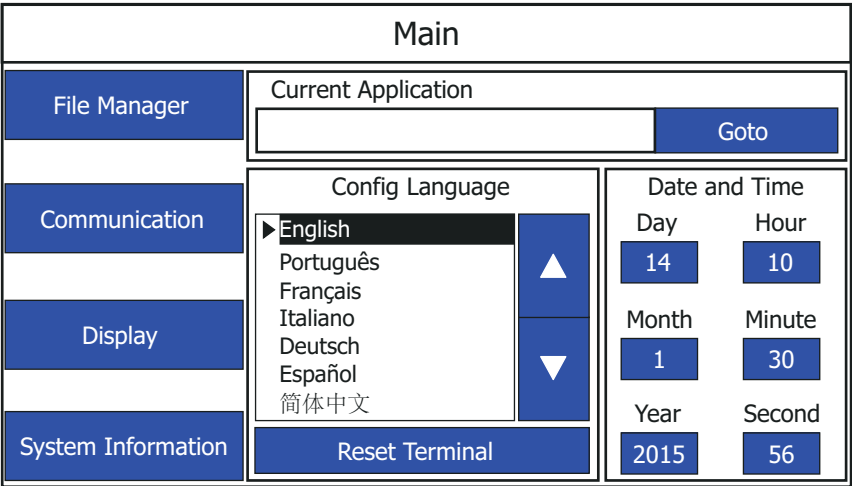 Main
File Manager
Communication
Display
System Information
Current Application
Goto
Config Language
English
Português
Français
Italiano
Deutsch
Español
简体中文
Reset Terminal
Date and Time
Day Hour
14 10
Month Minute
1 30
Year Second
2015 56